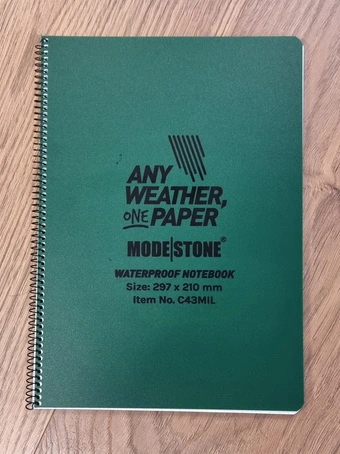 ANY
WEATHER,
ONE PAPER
MODE|STONE®
WATERPROOF NOTEBOOK
Size: 297 x 210 mm
Item No. C43MIL